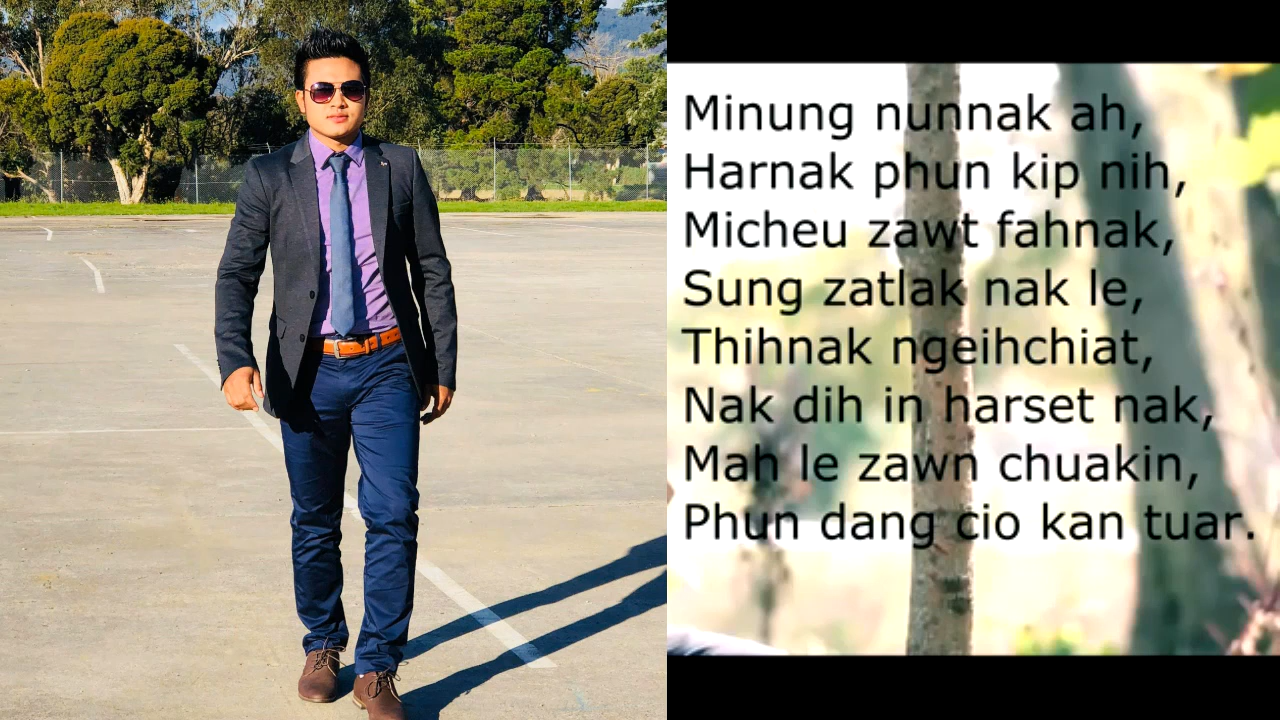 Minung nunnak ah,
Harnak phun kip nih,
Micheu zawt fahnak,
Sung zatlak nak le,
Thihnak ngeihchiat,
Nak dih in harset nak,
Mah le zawn chuakin,
Phun dang cio kan tuar.